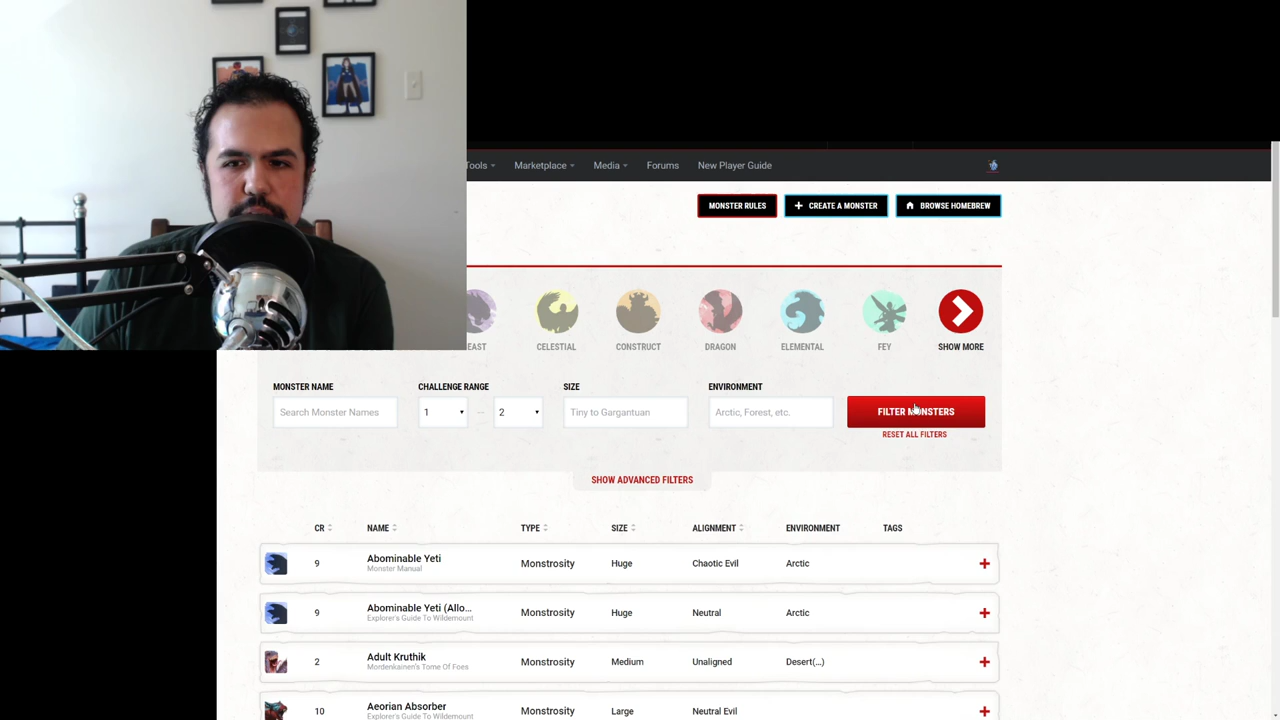 Tools Marketplace Media Forums New Player Guide
MONSTER RULES CREATE A MONSTER BROWSE HOMEBREW
EAST CELESTIAL CONSTRUCT DRAGON ELEMENTAL FEY SHOW MORE
MONSTER NAME CHALLENGE RANGE SIZE ENVIRONMENT
Search Monster Names 1 2 Tiny to Gargantuan Arctic, Forest, etc. FILTER MONSTERS
RESET ALL FILTERS
SHOW ADVANCED FILTERS
CR NAME TYPE SIZE ALIGNMENT ENVIRONMENT TAGS
9 Abominable Yeti Monstrosity Huge Chaotic Evil Arctic
Monster Manual
9 Abominable Yeti (Allo... Monstrosity Huge Neutral Arctic
Explorer's Guide To Wildemount
2 Adult Kruthik Monstrosity Medium Unaligned Desert(...)
Mordenkainen's Tome Of Foes
10 Aeorian Absorber Monstrosity Large Neutral Evil
Explorer's Guide To Wildemount